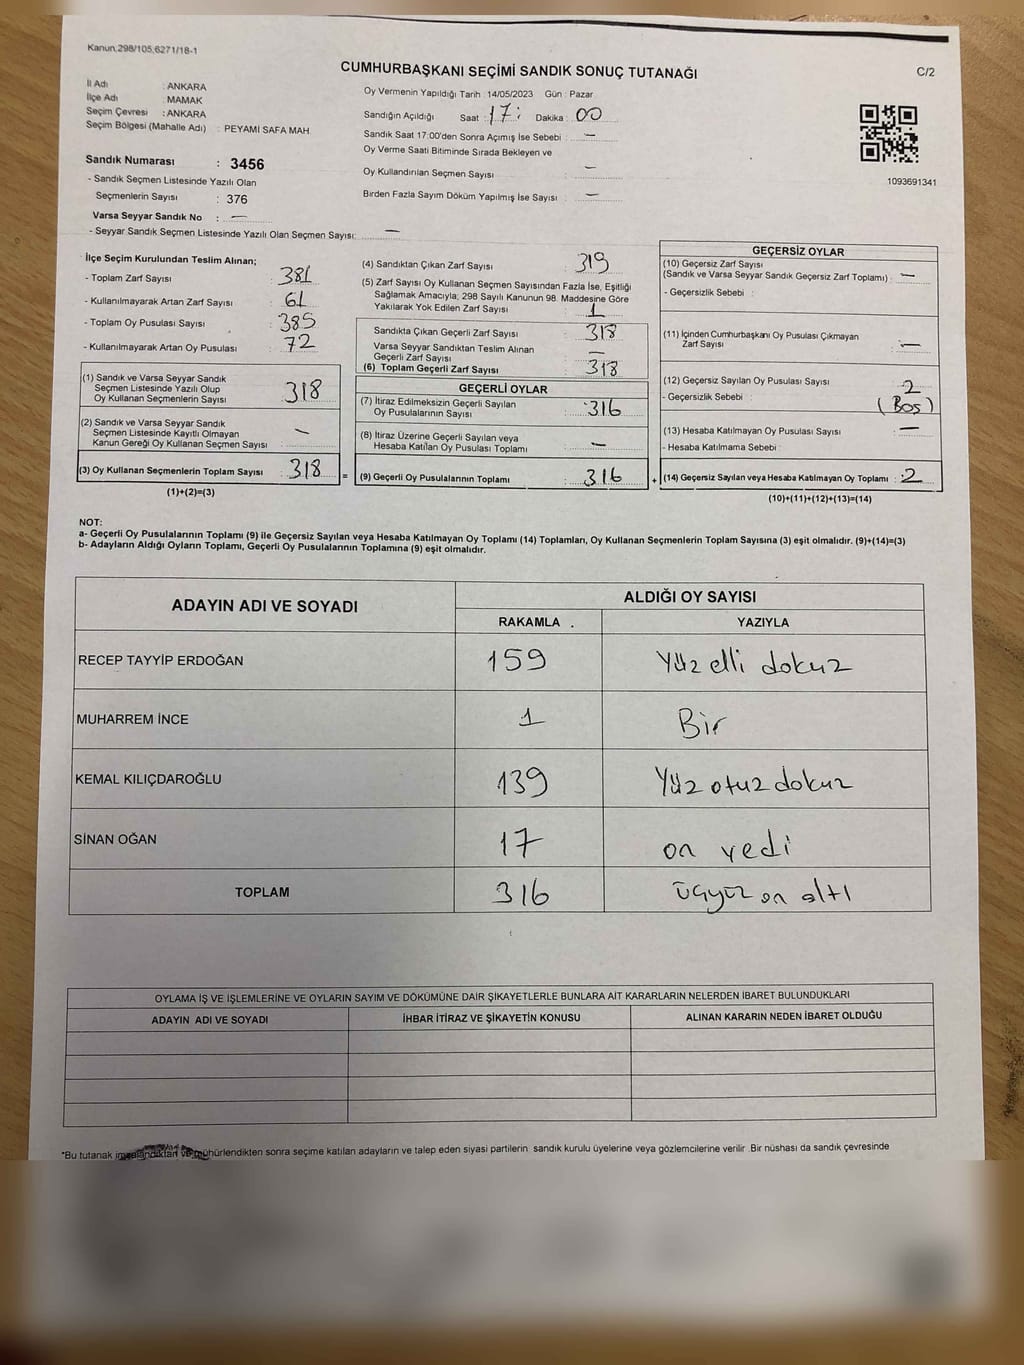 Kanun,298/105,6271/18-1
CUMHURBAŞKANI SEÇİMİ SANDIK SONUÇ TUTANAĞI
C/2
İl Adı : ANKARA
İlçe Adı : MAMAK
Seçim Çevresi : ANKARA
Seçim Bölgesi (Mahalle Adı) : PEYAMİ SAFA MAH.
Sandık Numarası : 3456
- Sandık Seçmen Listesinde Yazılı Olan
Seçmenlerin Sayısı : 376
Varsa Seyyar Sandık No : —
- Seyyar Sandık Seçmen Listesinde Yazılı Olan Seçmen Sayısı: —
Oy Vermenin Yapıldığı Tarih : 14/05/2023 Gün : Pazar
Sandığın Açıldığı Saat : 17: Dakika : 00
Sandık Saat 17:00'den Sonra Açımış İse Sebebi : —
Oy Verme Saati Bitiminde Sırada Bekleyen ve
Oy Kullandırılan Seçmen Sayısı : —
Birden Fazla Sayım Döküm Yapılmış İse Sayısı : —
1093691341
İlçe Seçim Kurulundan Teslim Alınan;
- Toplam Zarf Sayısı : 381
- Kullanılmayarak Artan Zarf Sayısı : 61
- Toplam Oy Pusulası Sayısı : 385
- Kullanılmayarak Artan Oy Pusulası : 72
(1) Sandık ve Varsa Seyyar Sandık
Seçmen Listesinde Yazılı Olup
Oy Kullanan Seçmenlerin Sayısı : 318
(2) Sandık ve Varsa Seyyar Sandık
Seçmen Listesinde Kayıtlı Olmayan
Kanun Gereği Oy Kullanan Seçmen Sayısı : —
(3) Oy Kullanan Seçmenlerin Toplam Sayısı : 318 =
(1)+(2)=(3)
(4) Sandıktan Çıkan Zarf Sayısı : 319
(5) Zarf Sayısı Oy Kullanan Seçmen Sayısından Fazla İse, Eşitliği
Sağlamak Amacıyla; 298 Sayılı Kanunun 98. Maddesine Göre
Yakılarak Yok Edilen Zarf Sayısı : 1
Sandıkta Çıkan Geçerli Zarf Sayısı : 318
Varsa Seyyar Sandıktan Teslim Alınan
Geçerli Zarf Sayısı : —
(6) Toplam Geçerli Zarf Sayısı : 318
GEÇERLİ OYLAR
(7) İtiraz Edilmeksizin Geçerli Sayılan
Oy Pusulalarının Sayısı : 316
(8) İtiraz Üzerine Geçerli Sayılan veya
Hesaba Katılan Oy Pusulası Toplamı : —
(9) Geçerli Oy Pusulalarının Toplamı : 316 +
GEÇERSİZ OYLAR
(10) Geçersiz Zarf Sayısı
(Sandık ve Varsa Seyyar Sandık Geçersiz Zarf Toplamı) : —
- Geçersizlik Sebebi :
(11) İçinden Cumhurbaşkanı Oy Pusulası Çıkmayan
Zarf Sayısı : —
(12) Geçersiz Sayılan Oy Pusulası Sayısı : 2
- Geçersizlik Sebebi : (Boş)
(13) Hesaba Katılmayan Oy Pusulası Sayısı : —
- Hesaba Katılmama Sebebi :
(14) Geçersiz Sayılan veya Hesaba Katılmayan Oy Toplamı : 2
(10)+(11)+(12)+(13)=(14)
NOT:
a- Geçerli Oy Pusulalarının Toplamı (9) ile Geçersiz Sayılan veya Hesaba Katılmayan Oy Toplamı (14) Toplamları, Oy Kullanan Seçmenlerin Toplam Sayısına (3) eşit olmalıdır. (9)+(14)=(3)
b- Adayların Aldığı Oyların Toplamı, Geçerli Oy Pusulalarının Toplamına (9) eşit olmalıdır.
ADAYIN ADI VE SOYADI ALDIĞI OY SAYISI
RAKAMLA YAZIYLA
RECEP TAYYİP ERDOĞAN 159 Yüz elli dokuz
MUHARREM İNCE 1 Bir
KEMAL KILIÇDAROĞLU 139 Yüz otuz dokuz
SİNAN OĞAN 17 on yedi
TOPLAM 316 üçyüz on altı
OYLAMA İŞ VE İŞLEMLERİNE VE OYLARIN SAYIM VE DÖKÜMÜNE DAİR ŞİKAYETLERLE BUNLARA AİT KARARLARIN NELERDEN İBARET BULUNDUKLARI
ADAYIN ADI VE SOYADI İHBAR İTİRAZ VE ŞİKAYETİN KONUSU ALINAN KARARIN NEDEN İBARET OLDUĞU
*Bu tutanak imzalandıktan ve mühürlendikten sonra seçime katılan adayların ve talep eden siyasi partilerin sandık kurulu üyelerine veya gözlemcilerine verilir. Bir nüshası da sandık çevresinde